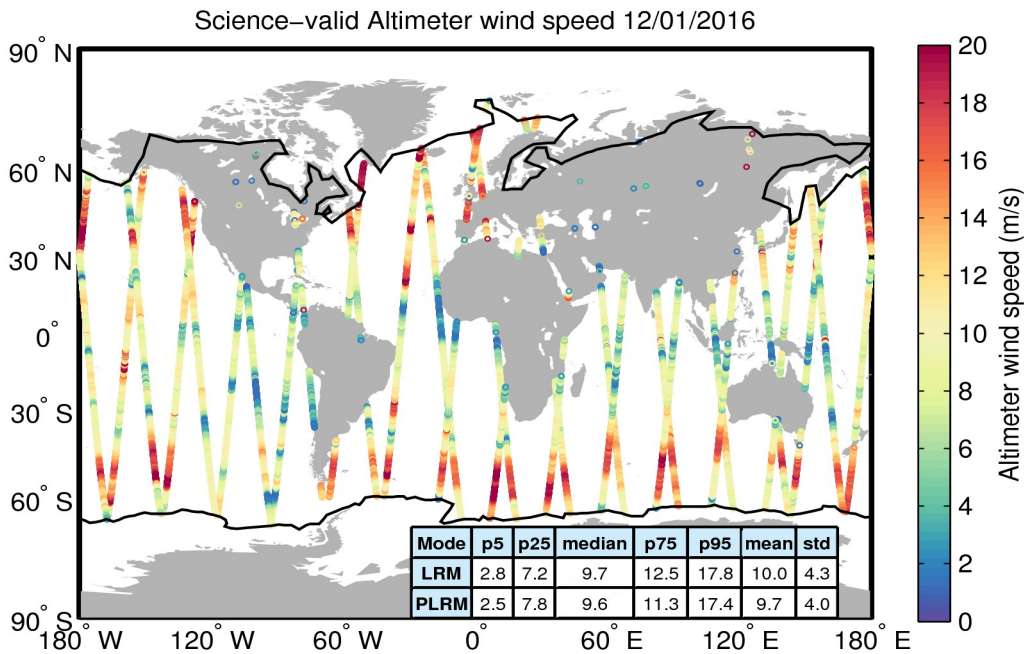 Science−valid Altimeter wind speed 12/01/2016
90° N
60° N
30° N
0°
30° S
60° S
90° S
180° W
120° W
60° W
0°
60° E
120° E
180° E
Mode p5 p25 median p75 p95 mean std
LRM 2.8 7.2 9.7 12.5 17.8 10.0 4.3
PLRM 2.5 7.8 9.6 11.3 17.4 9.7 4.0
20
18
16
14
12
10
8
6
4
2
0
Altimeter wind speed (m/s)